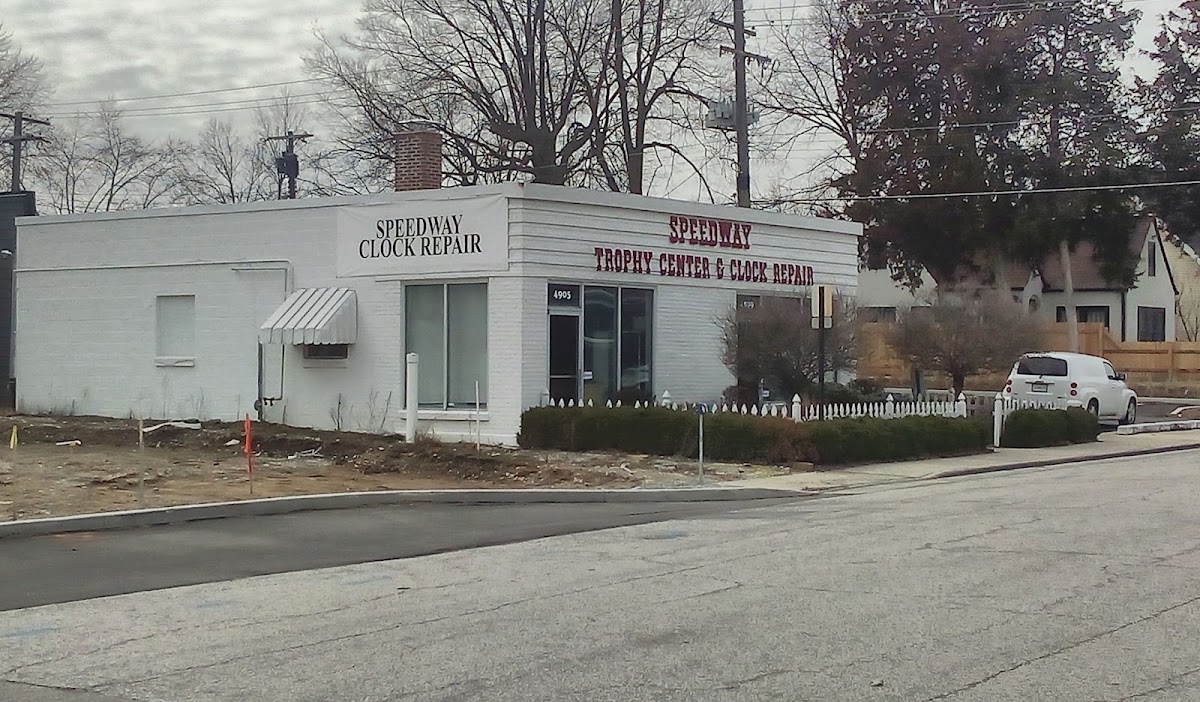 SPEEDWAY
CLOCK REPAIR
SPEEDWAY
TROPHY CENTER & CLOCK REPAIR
4905